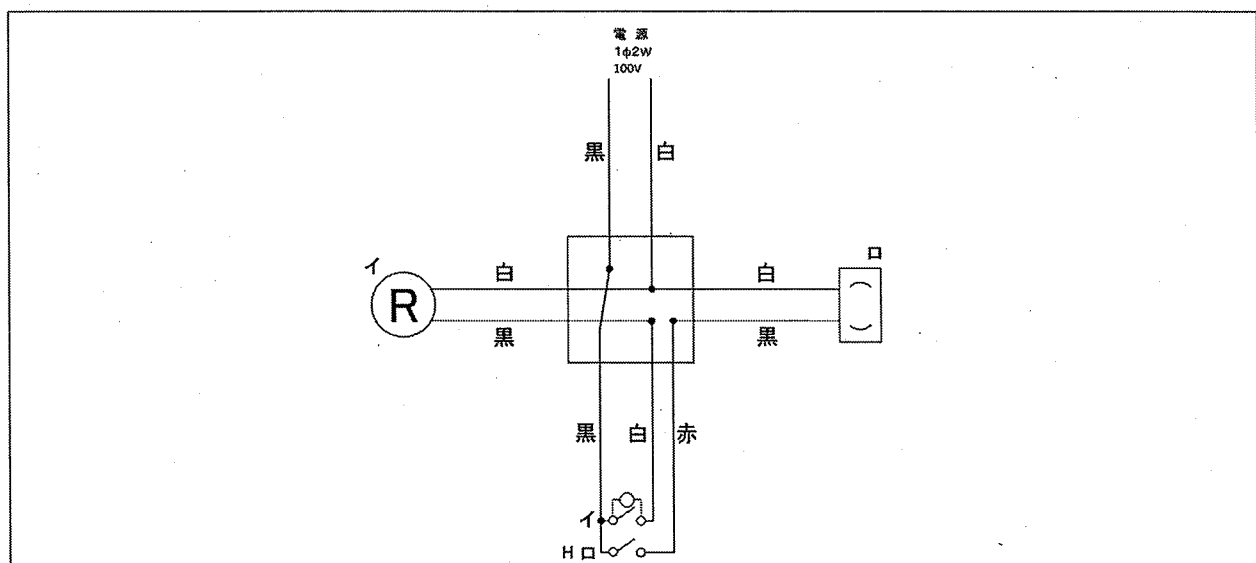 電源
1φ2W
100V
黒 白
イ 白 白 ロ
R
黒 黒
黒 白 赤
イ
H ロ